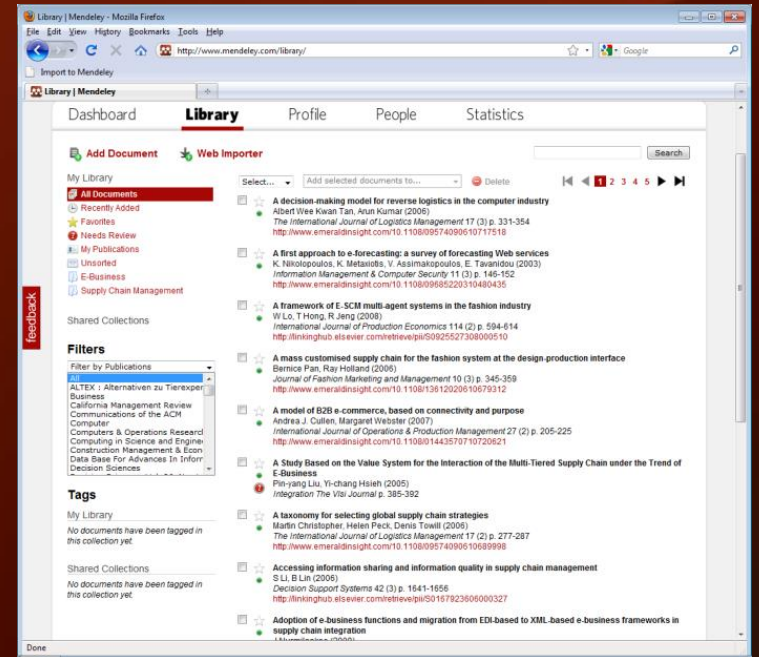 Library | Mendeley - Mozilla Firefox
File Edit View History Bookmarks Tools Help
http://www.mendeley.com/library/
Google
Import to Mendeley
Library | Mendeley
Dashboard Library Profile People Statistics
Add Document Web Importer
Search
My Library
All Documents
Recently Added
Favorites
Needs Review
My Publications
Unsorted
E-Business
Supply Chain Management
Shared Collections
Filters
Filter by Publications
All
ALTEX : Alternativen zu Tierexper
Business
California Management Review
Communications of the ACM
Computer
Computers & Operations Research
Computing in Science and Enginee
Construction Management & Econ
Data Base For Advances In Inform
Decision Sciences
Tags
My Library
No documents have been tagged in
this collection yet.
Shared Collections
No documents have been tagged in
this collection yet.
Select... Add selected documents to... Delete
1 2 3 4 5
A decision-making model for reverse logistics in the computer industry
Albert Wee Kwan Tan, Arun Kumar (2006)
The International Journal of Logistics Management 17 (3) p. 331-354
http://www.emeraldinsight.com/10.1108/09574090610717518
A first approach to e-forecasting: a survey of forecasting Web services
K. Nikolopoulos, K. Metaxiotis, V. Assimakopoulos, E. Tavanidou (2003)
Information Management & Computer Security 11 (3) p. 146-152
http://www.emeraldinsight.com/10.1108/09685220310480435
A framework of E-SCM multi-agent systems in the fashion industry
W Lo, T Hong, R Jeng (2008)
International Journal of Production Economics 114 (2) p. 594-614
http://linkinghub.elsevier.com/retrieve/pii/S0925527308000510
A mass customised supply chain for the fashion system at the design-production interface
Bernice Pan, Ray Holland (2006)
Journal of Fashion Marketing and Management 10 (3) p. 345-359
http://www.emeraldinsight.com/10.1108/13612020610679312
A model of B2B e-commerce, based on connectivity and purpose
Andrea J. Cullen, Margaret Webster (2007)
International Journal of Operations & Production Management 27 (2) p. 205-225
http://www.emeraldinsight.com/10.1108/01443570710720621
A Study Based on the Value System for the Interaction of the Multi-Tiered Supply Chain under the Trend of
E-Business
Pin-yang Liu, Yi-chang Hsieh (2005)
Integration The Vlsi Journal p. 385-392
A taxonomy for selecting global supply chain strategies
Martin Christopher, Helen Peck, Denis Towill (2006)
The International Journal of Logistics Management 17 (2) p. 277-287
http://www.emeraldinsight.com/10.1108/09574090610689998
Accessing information sharing and information quality in supply chain management
S Li, B Lin (2006)
Decision Support Systems 42 (3) p. 1641-1656
http://linkinghub.elsevier.com/retrieve/pii/S0167923606000327
Adoption of e-business functions and migration from EDI-based to XML-based e-business frameworks in
supply chain integration
feedback
Done